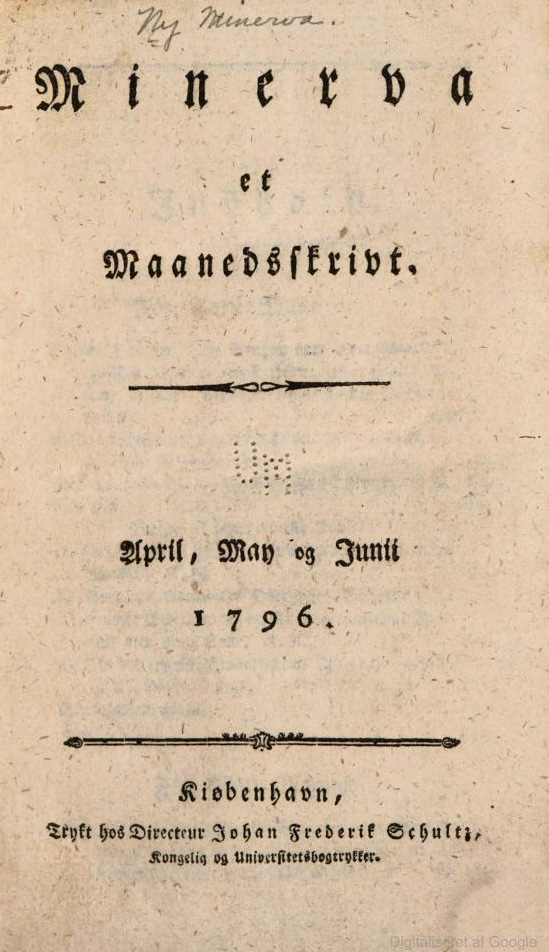 Ny Minerva.
Minerva
et
Maanedsskrivt.
April, May og Junii
1796.
Kiøbenhavn,
Trykt hos Directeur Johan Frederik Schultz,
Kongelig og Universitetsbogtrykker.
Digitaliseret af Google